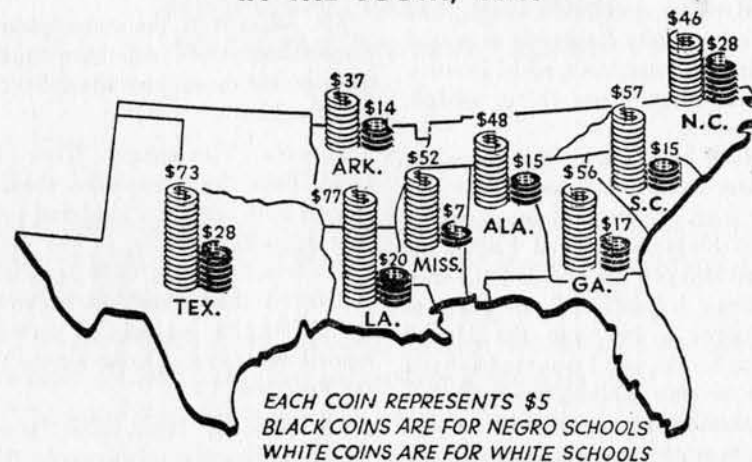 $46
$28
N.C.
$37
$14
ARK.
$57
$15
S.C.
$48
$15
ALA.
$73
$28
TEX.
$77
$20
LA.
$52
$7
MISS.
$56
$17
GA.
EACH COIN REPRESENTS $5
BLACK COINS ARE FOR NEGRO SCHOOLS
WHITE COINS ARE FOR WHITE SCHOOLS